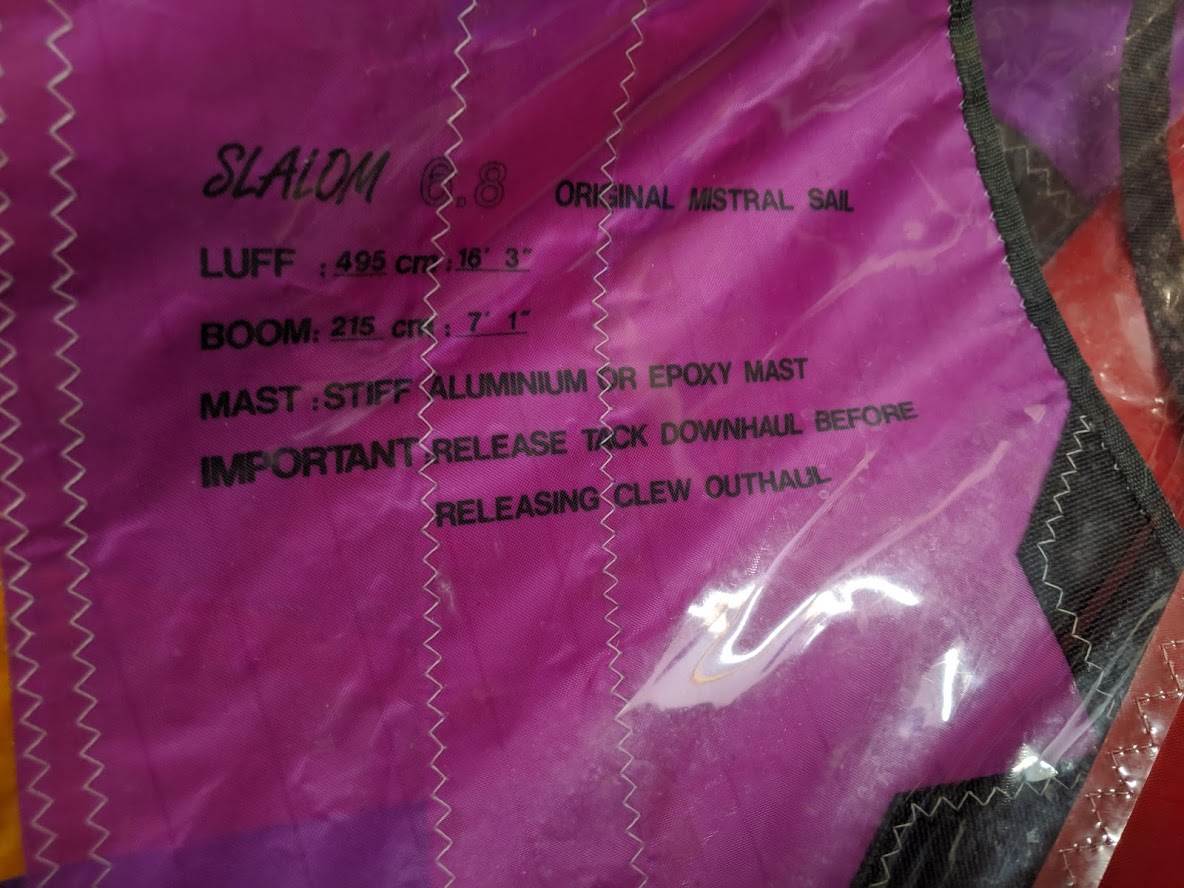 SLALOM 6.8 ORIGINAL MISTRAL SAIL
LUFF : 495 cm : 16' 3"
BOOM: 215 cm : 7' 1"
MAST : STIFF ALUMINIUM OR EPOXY MAST
IMPORTANT: RELEASE TACK DOWNHAUL BEFORE
RELEASING CLEW OUTHAUL